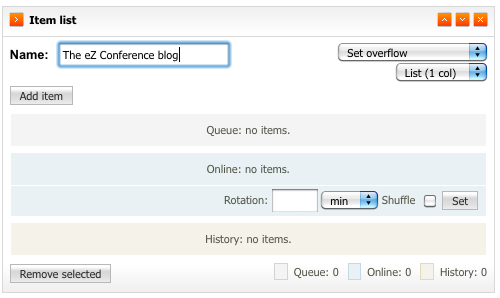 Item list
Name: The eZ Conference blog
Set overflow
List (1 col)
Add item
Queue: no items.
Online: no items.
Rotation: min Shuffle Set
History: no items.
Remove selected Queue: 0 Online: 0 History: 0